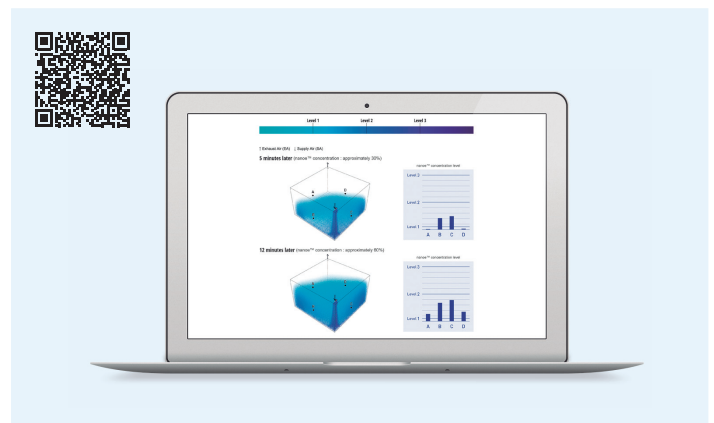 Level 1 Level 2 Level 3
↑ Exhaust Air (EA) ↓ Supply Air (SA)
5 minutes later (nanoe™ concentration : approximately 30%)
A D
nanoe™ concentration level
Level 3
Level 2
Level 1
A B C D
12 minutes later (nanoe™ concentration : approximately 80%)
nanoe™ concentration level
Level 3
Level 2
Level 1
A B C D